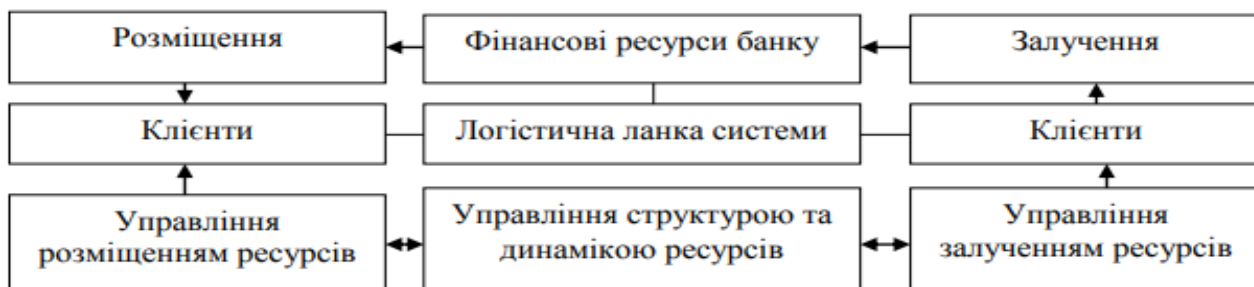 Розміщення
Фінансові ресурси банку
Залучення
Клієнти
Логістична ланка системи
Клієнти
Управління
розміщенням ресурсів
Управління структурою та
динамікою ресурсів
Управління
залученням ресурсів